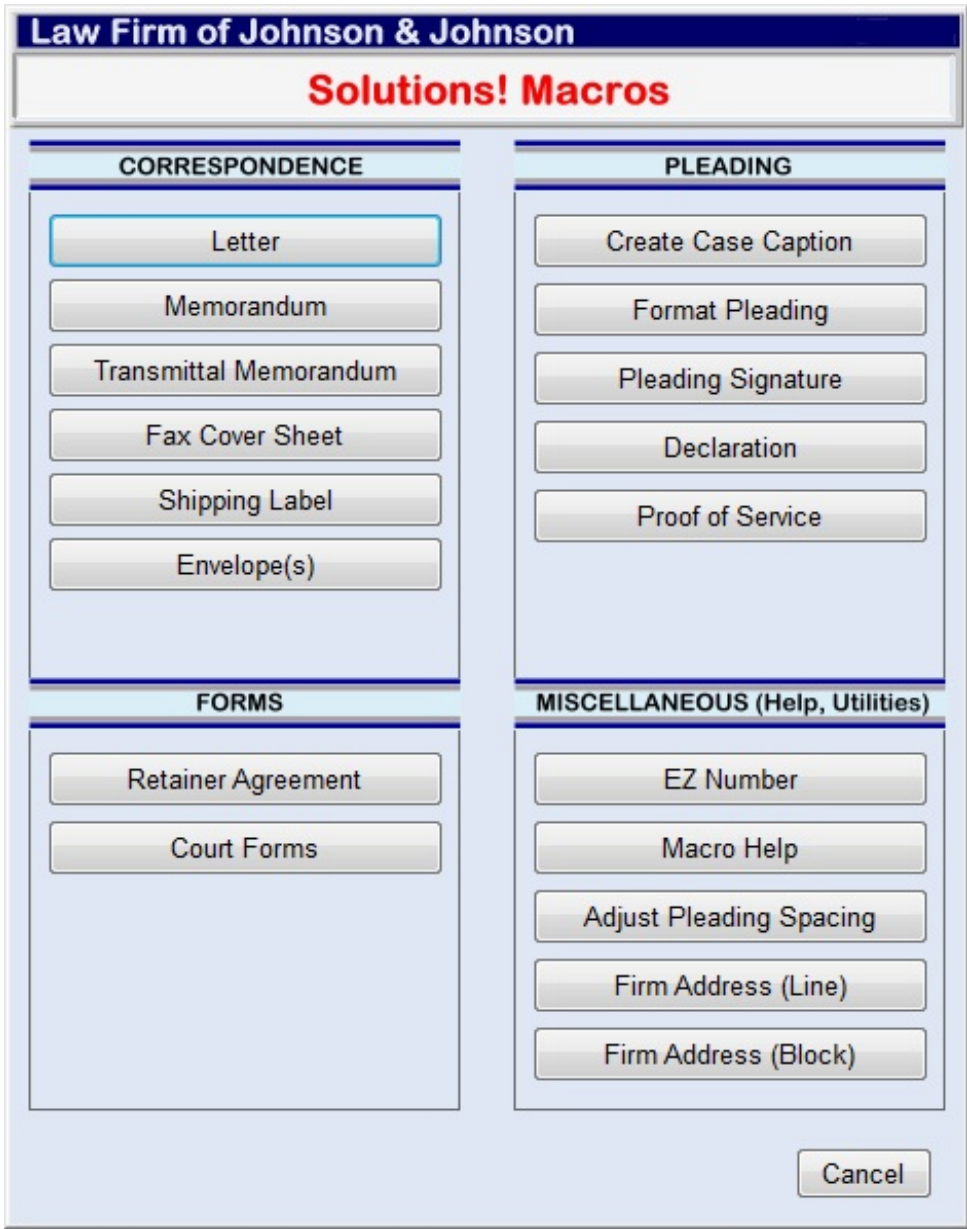 Law Firm of Johnson & Johnson
Solutions! Macros
CORRESPONDENCE
Letter
Memorandum
Transmittal Memorandum
Fax Cover Sheet
Shipping Label
Envelope(s)
PLEADING
Create Case Caption
Format Pleading
Pleading Signature
Declaration
Proof of Service
FORMS
Retainer Agreement
Court Forms
MISCELLANEOUS (Help, Utilities)
EZ Number
Macro Help
Adjust Pleading Spacing
Firm Address (Line)
Firm Address (Block)
Cancel